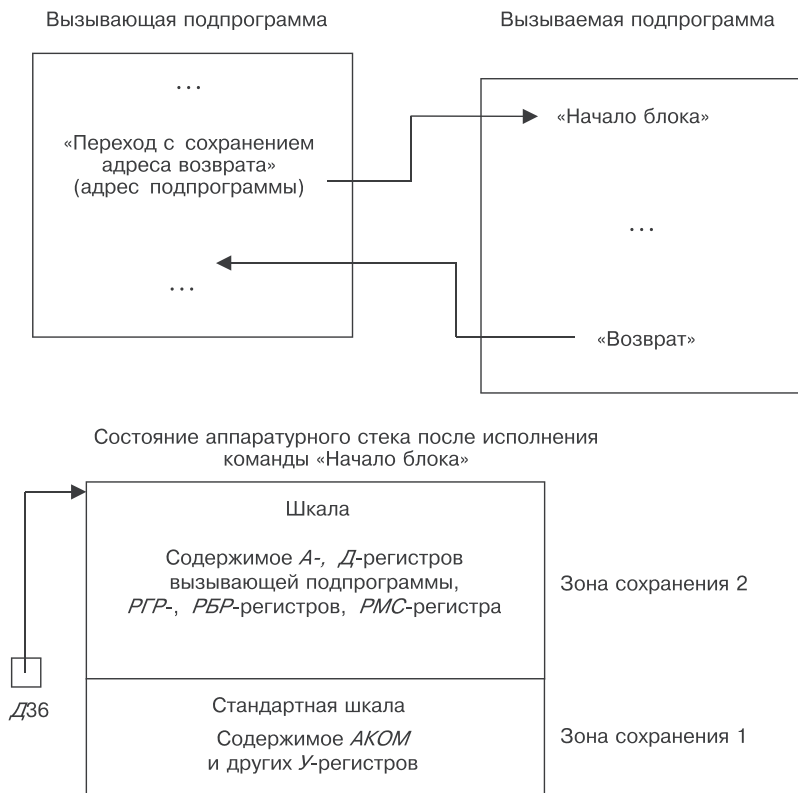 Вызывающая подпрограмма
Вызываемая подпрограмма
...
«Переход с сохранением
адреса возврата»
(адрес подпрограммы)
...
«Начало блока»
...
«Возврат»
Состояние аппаратурного стека после исполнения
команды «Начало блока»
Шкала
Содержимое А-, Д-регистров
вызывающей подпрограммы,
РГР-, РБР-регистров, РМС-регистра
Зона сохранения 2
Д36
Стандартная шкала
Содержимое АКОМ
и других У-регистров
Зона сохранения 1